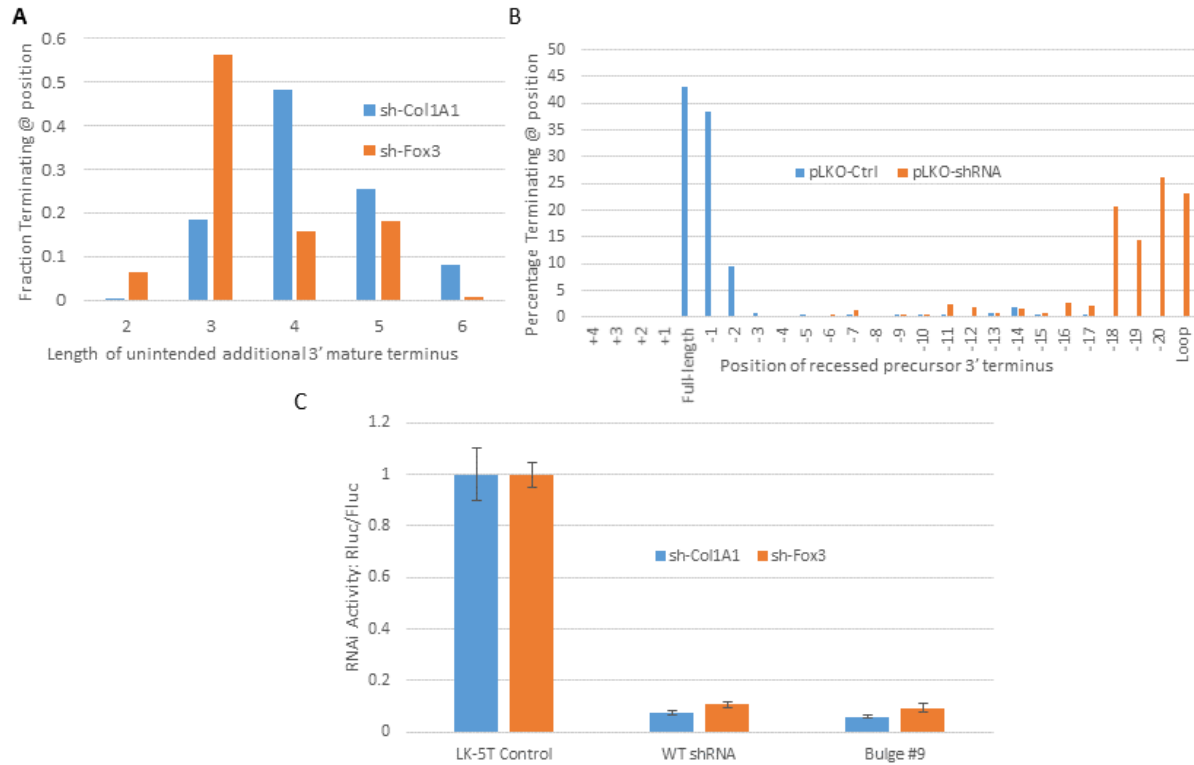 A
Fraction Terminating @ position
0.6
0.5
0.4
0.3
0.2
0.1
0
sh-Col1A1
sh-Fox3
2 3 4 5 6
Length of unintended additional 3' mature terminus
B
Percentage Terminating @ position
50
45
40
35
30
25
20
15
10
5
0
pLKO-Ctrl pLKO-shRNA
+4 +3 +2 +1 Full-length -1 -2 -3 -4 -5 -6 -7 -8 -9 -10 -11 -12 -13 -14 -15 -16 -17 -18 -19 -20 Loop
Position of recessed precursor 3' terminus
C
RNAi Activity: Rluc/Fluc
1.2
1
0.8
0.6
0.4
0.2
0
sh-Col1A1 sh-Fox3
LK-5T Control WT shRNA Bulge #9